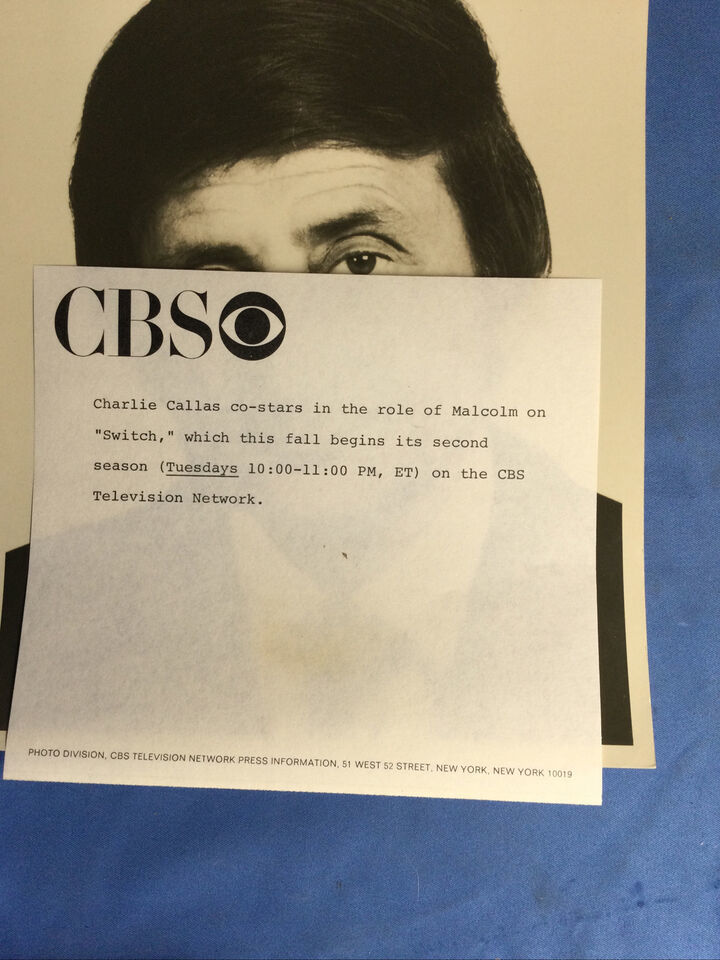 CBS
Charlie Callas co-stars in the role of Malcolm on
"Switch," which this fall begins its second
season (Tuesdays 10:00-11:00 PM, ET) on the CBS
Television Network.
PHOTO DIVISION, CBS TELEVISION NETWORK PRESS INFORMATION, 51 WEST 52 STREET, NEW YORK, NEW YORK 10019